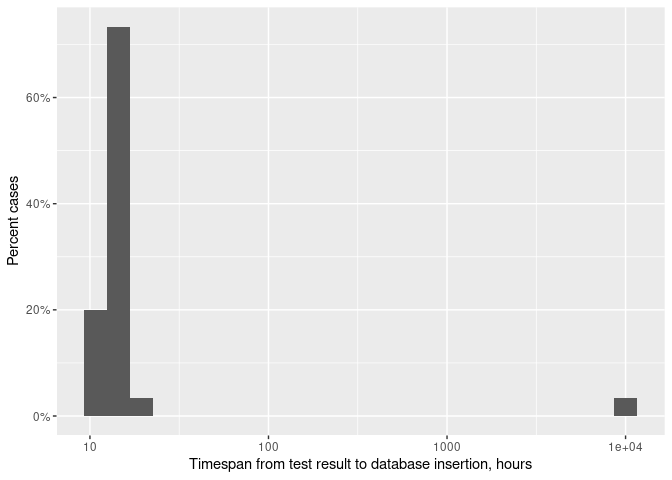 60%
40%
20%
0%
Percent cases
10
100
1000
1e+04
Timespan from test result to database insertion, hours